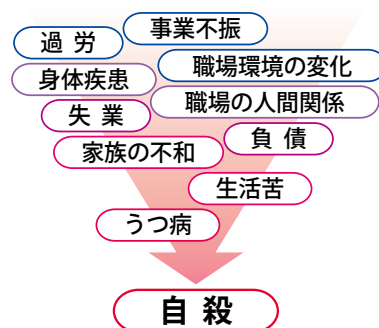 事業不振
過労
職場環境の変化
身体疾患
職場の人間関係
失業
負債
家族の不和
生活苦
うつ病
自殺